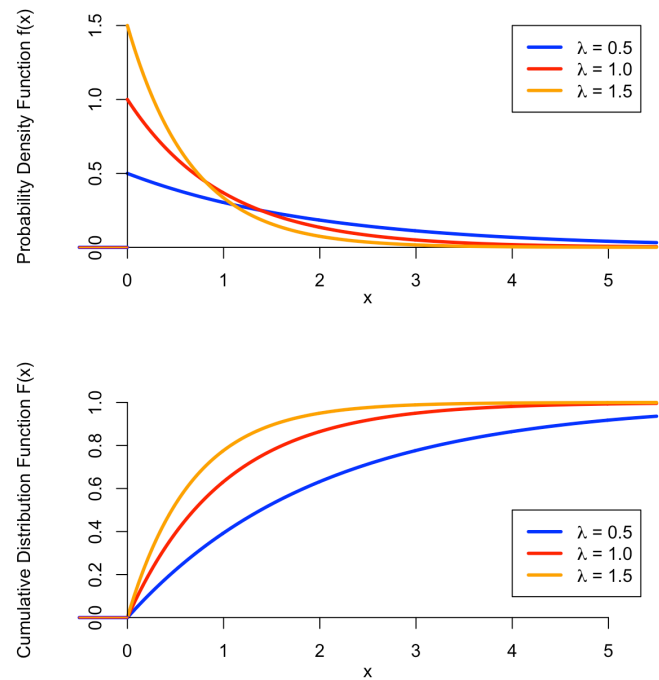 Probability Density Function f(x)
1.5
1.0
0.5
0.0
0 1 2 3 4 5
x
λ = 0.5
λ = 1.0
λ = 1.5
Cumulative Distribution Function F(x)
1.0
0.8
0.6
0.4
0.2
0.0
0 1 2 3 4 5
x
λ = 0.5
λ = 1.0
λ = 1.5